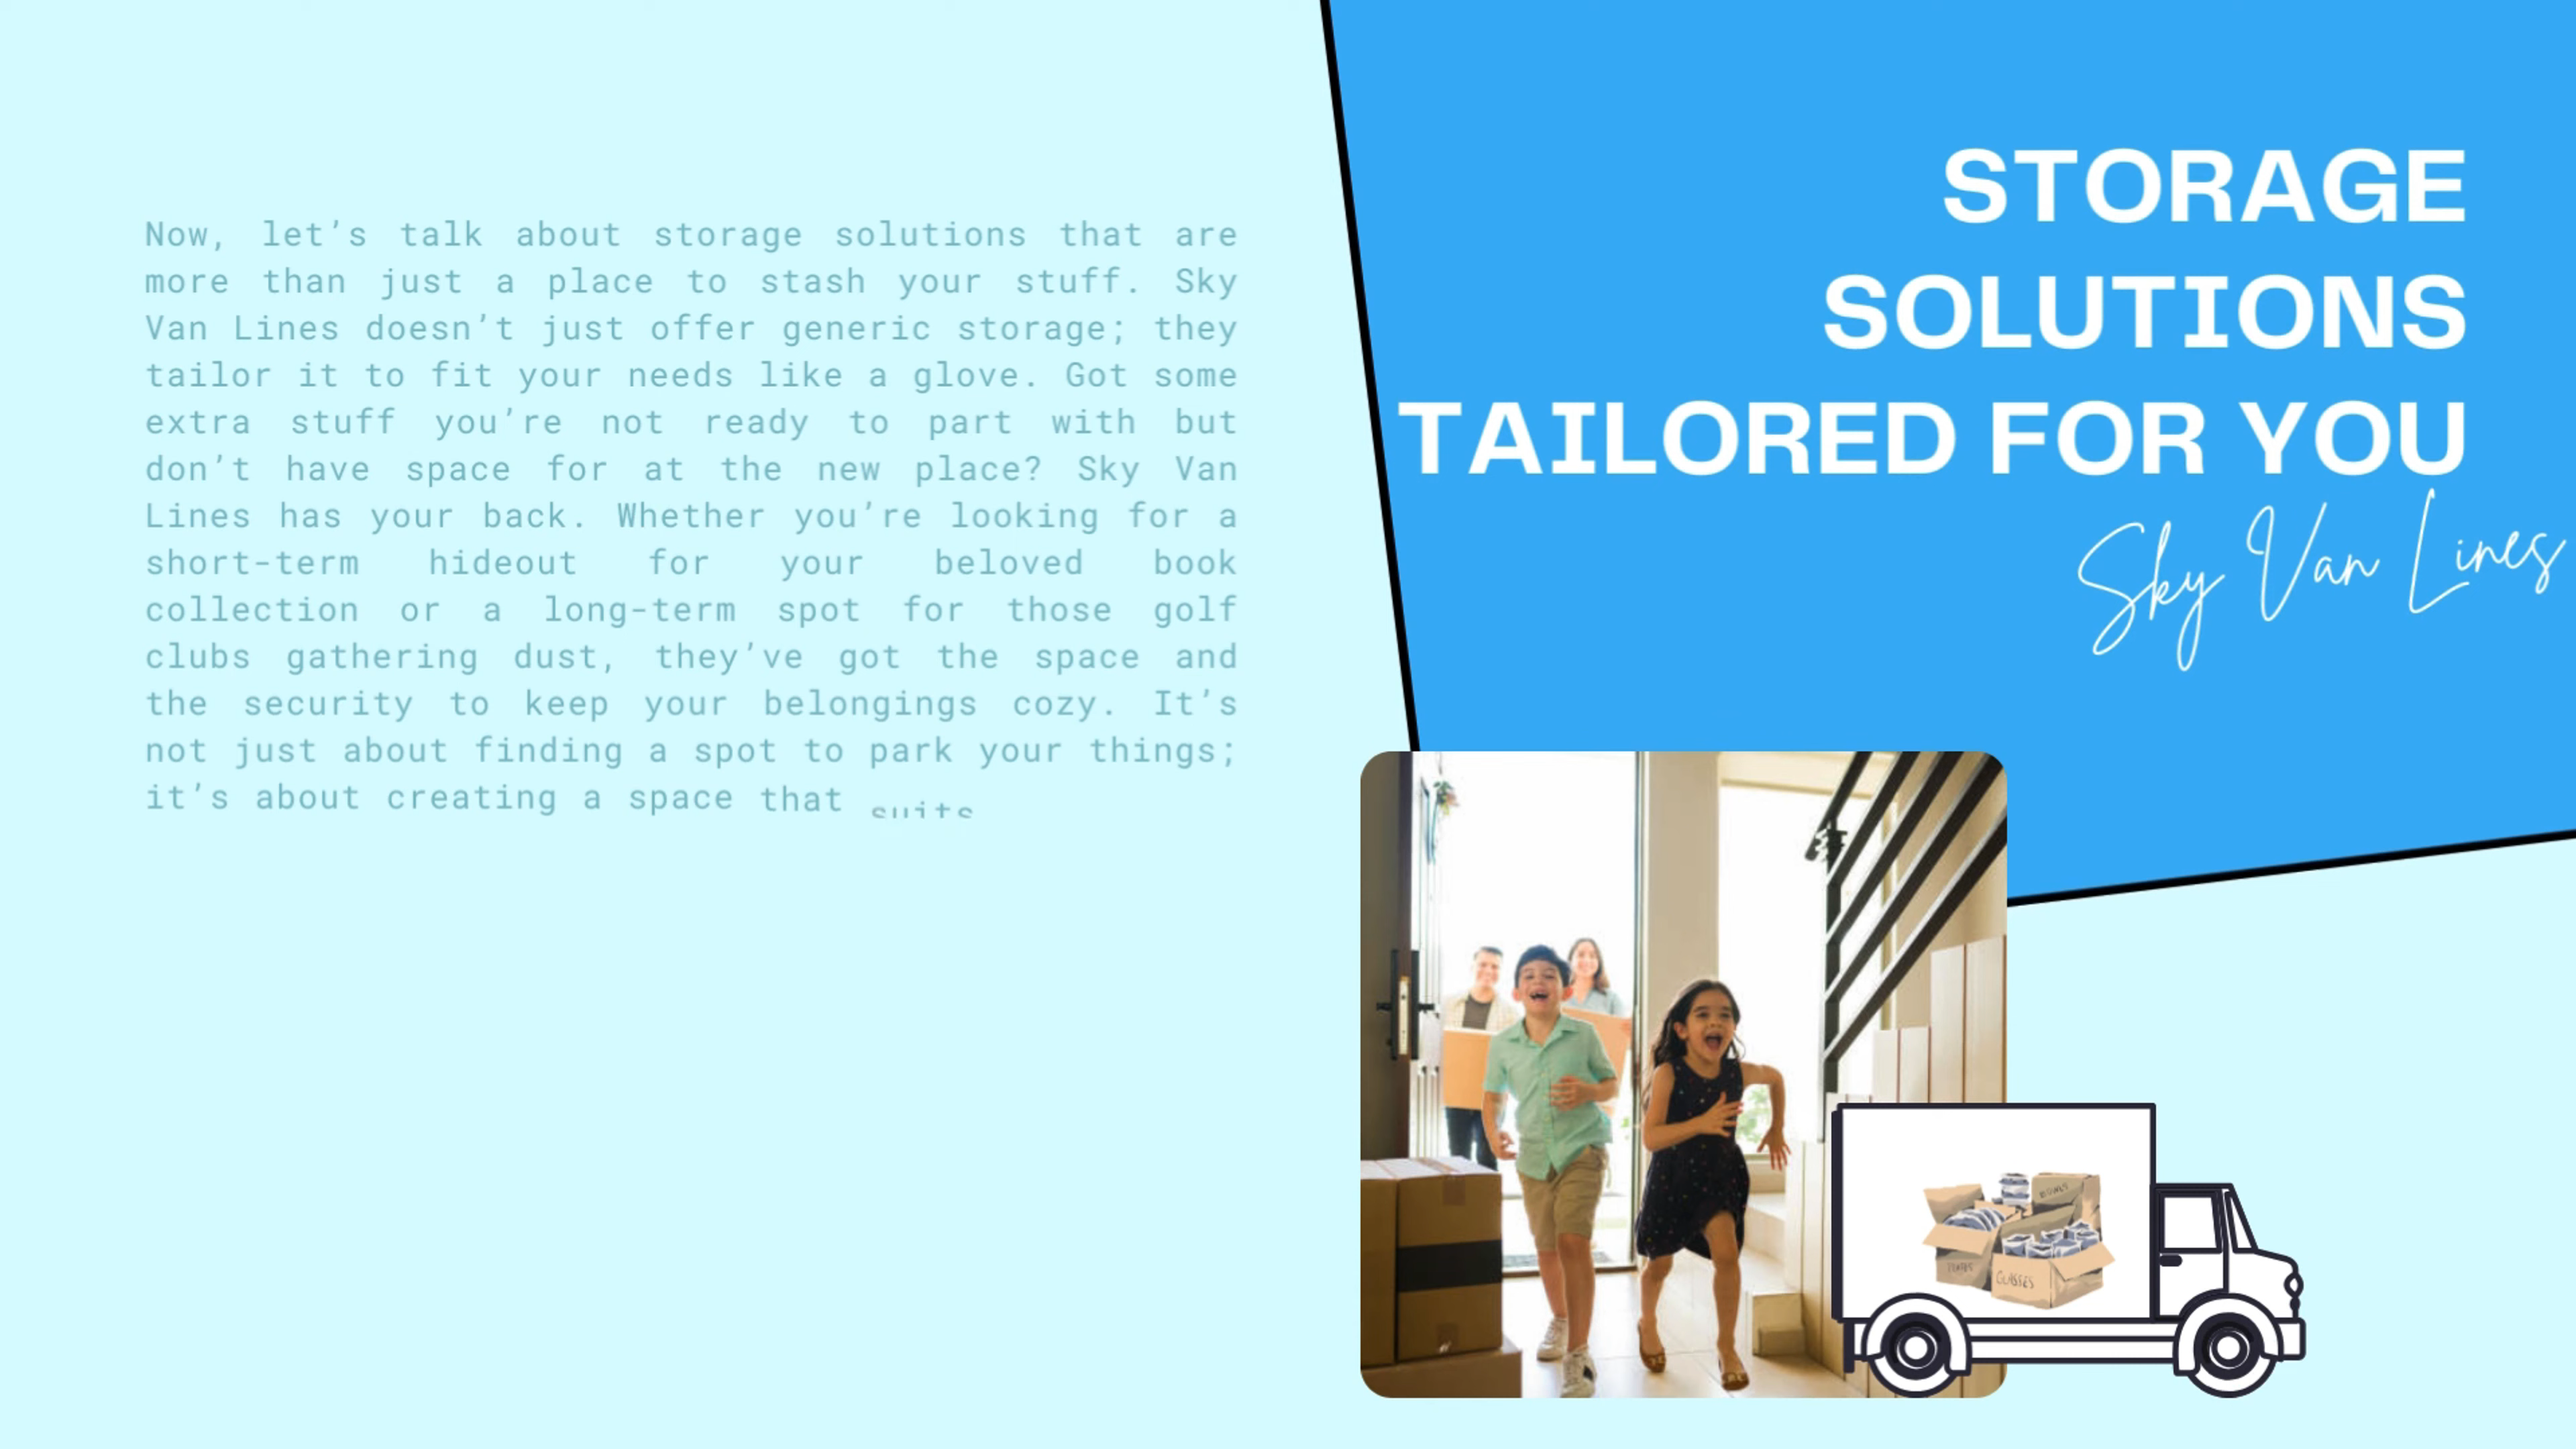 Now, let’s talk about storage solutions that are
more than just a place to stash your stuff. Sky
Van Lines doesn’t just offer generic storage; they
tailor it to fit your needs like a glove. Got some
extra stuff you’re not ready to part with but
don’t have space for at the new place? Sky Van
Lines has your back. Whether you’re looking for a
short-term hideout for your beloved book
collection or a long-term spot for those golf
clubs gathering dust, they’ve got the space and
the security to keep your belongings cozy. It’s
not just about finding a spot to park your things;
it’s about creating a space that suits
STORAGE
SOLUTIONS
TAILORED FOR YOU
Sky Van Lines
GLASSES